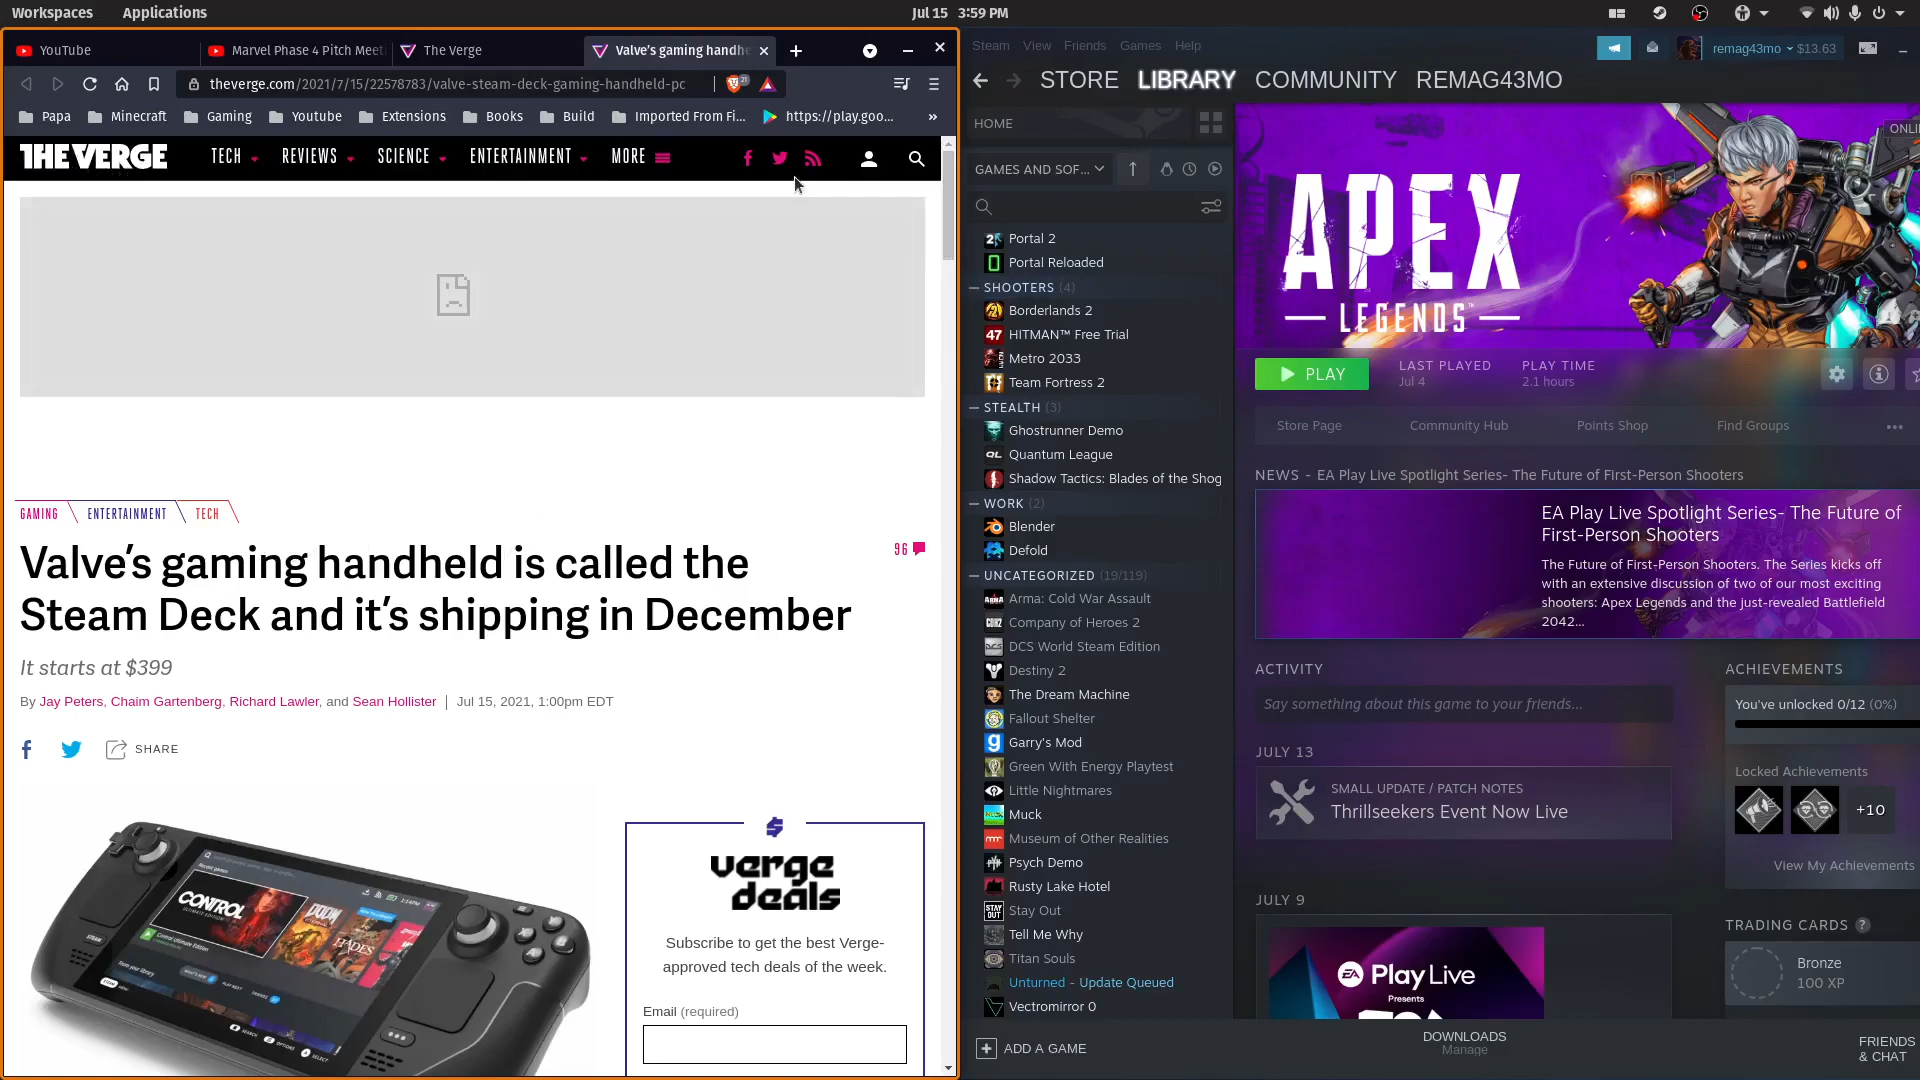 Workspaces
Applications
Jul 15 3:59 PM
YouTube
Marvel Phase 4 Pitch Meeti
The Verge
Valve's gaming handhe
theverge.com/2021/7/15/22578783/valve-steam-deck-gaming-handheld-pc
21
Papa
Minecraft
Gaming
Youtube
Extensions
Books
Build
Imported From Fi...
https://play.goo...
»
THE VERGE
TECH
REVIEWS
SCIENCE
ENTERTAINMENT
MORE
GAMING
ENTERTAINMENT
TECH
Valve's gaming handheld is called the
Steam Deck and it's shipping in December
96
It starts at $399
By Jay Peters, Chaim Gartenberg, Richard Lawler, and Sean Hollister | Jul 15, 2021, 1:00pm EDT
SHARE
CONTROL
DOOM
HADES
STEAM
verge
deals
Subscribe to get the best Verge-
approved tech deals of the week.
Email (required)
Steam View Friends Games Help
remag43mo $13.63
STORE LIBRARY COMMUNITY REMAG43MO
HOME
GAMES AND SOF...
Portal 2
Portal Reloaded
SHOOTERS (4)
Borderlands 2
HITMAN™ Free Trial
Metro 2033
Team Fortress 2
STEALTH (3)
Ghostrunner Demo
Quantum League
Shadow Tactics: Blades of the Shog
WORK (2)
Blender
Defold
UNCATEGORIZED (19/119)
Arma: Cold War Assault
Company of Heroes 2
DCS World Steam Edition
Destiny 2
The Dream Machine
Fallout Shelter
Garry's Mod
Green With Energy Playtest
Little Nightmares
Muck
Museum of Other Realities
Psych Demo
Rusty Lake Hotel
Stay Out
Tell Me Why
Titan Souls
Unturned - Update Queued
Vectromirror 0
ADD A GAME
ONLI
APEX
LEGENDS™
PLAY
LAST PLAYED
Jul 4
PLAY TIME
2.1 hours
Store Page
Community Hub
Points Shop
Find Groups
NEWS - EA Play Live Spotlight Series- The Future of First-Person Shooters
EA Play Live Spotlight Series- The Future of
First-Person Shooters
The Future of First-Person Shooters. The Series kicks off
with an extensive discussion of two of our most exciting
shooters: Apex Legends and the just-revealed Battlefield
2042...
ACTIVITY
Say something about this game to your friends...
JULY 13
SMALL UPDATE / PATCH NOTES
Thrillseekers Event Now Live
JULY 9
EA Play Live
Presents
ACHIEVEMENTS
You've unlocked 0/12 (0%)
Locked Achievements
+10
View My Achievements
TRADING CARDS ?
Bronze
100 XP
DOWNLOADS
Manage
FRIENDS
& CHAT